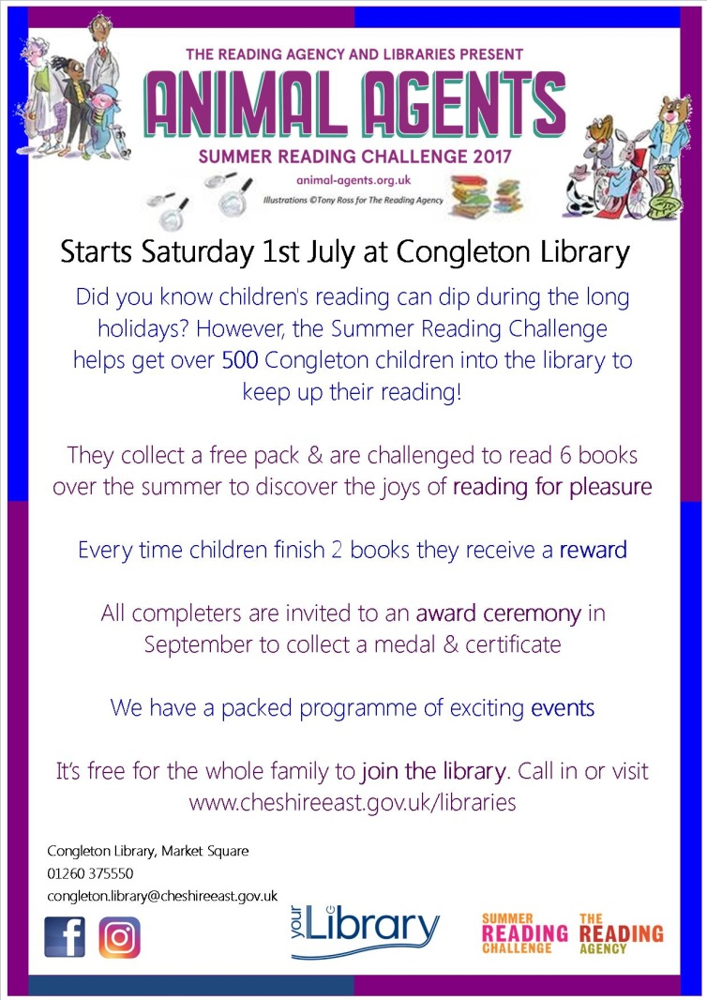 THE READING AGENCY AND LIBRARIES PRESENT
ANIMAL AGENTS
SUMMER READING CHALLENGE 2017
animal-agents.org.uk
Illustrations ©Tony Ross for The Reading Agency
Starts Saturday 1st July at Congleton Library
Did you know children's reading can dip during the long
holidays? However, the Summer Reading Challenge
helps get over 500 Congleton children into the library to
keep up their reading!
They collect a free pack & are challenged to read 6 books
over the summer to discover the joys of reading for pleasure
Every time children finish 2 books they receive a reward
All completers are invited to an award ceremony in
September to collect a medal & certificate
We have a packed programme of exciting events
It's free for the whole family to join the library. Call in or visit
www.cheshireeast.gov.uk/libraries
Congleton Library, Market Square
01260 375550
congleton.library@cheshireeast.gov.uk
f
your Library
SUMMER
READING
CHALLENGE
THE
READING
AGENCY